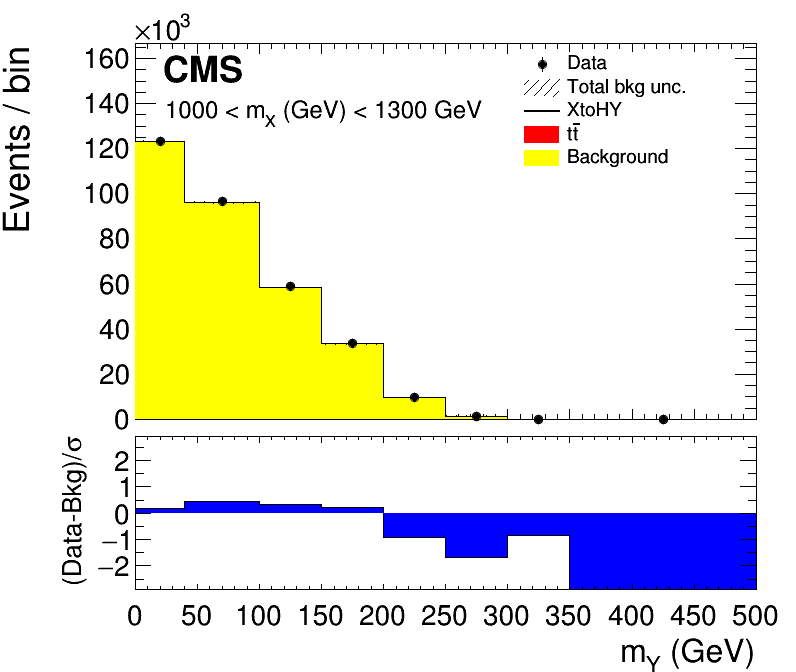 ×10³
Events / bin
160
140
120
100
80
60
40
20
0
CMS
1000 < m_X (GeV) < 1300 GeV
Data
Total bkg unc.
XtoHY
tt̄
Background
(Data-Bkg)/σ
2
1
0
−1
−2
0 50 100 150 200 250 300 350 400 450 500
m_Y (GeV)